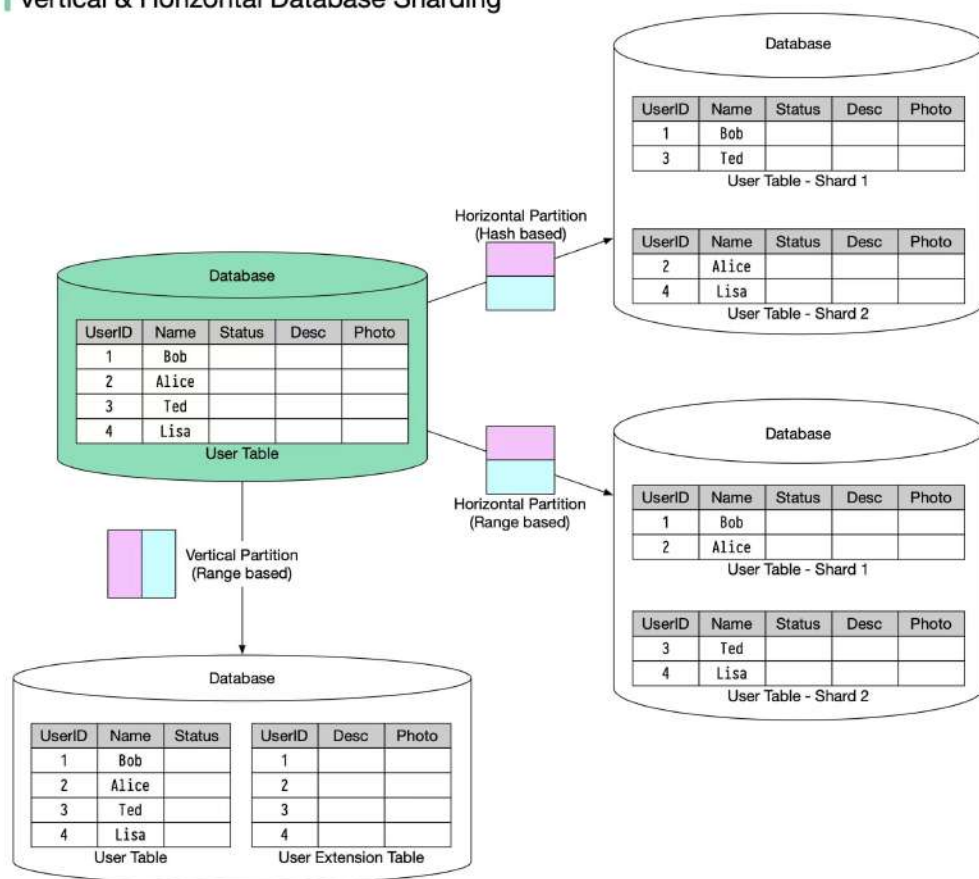 Vertical & Horizontal Database Sharding
Database
UserID Name Status Desc Photo
1 Bob
3 Ted
User Table - Shard 1
UserID Name Status Desc Photo
2 Alice
4 Lisa
User Table - Shard 2
Horizontal Partition
(Hash based)
Database
UserID Name Status Desc Photo
1 Bob
2 Alice
3 Ted
4 Lisa
User Table
Horizontal Partition
(Range based)
Database
UserID Name Status Desc Photo
1 Bob
2 Alice
User Table - Shard 1
UserID Name Status Desc Photo
3 Ted
4 Lisa
User Table - Shard 2
Vertical Partition
(Range based)
Database
UserID Name Status
1 Bob
2 Alice
3 Ted
4 Lisa
User Table
UserID Desc Photo
1
2
3
4
User Extension Table